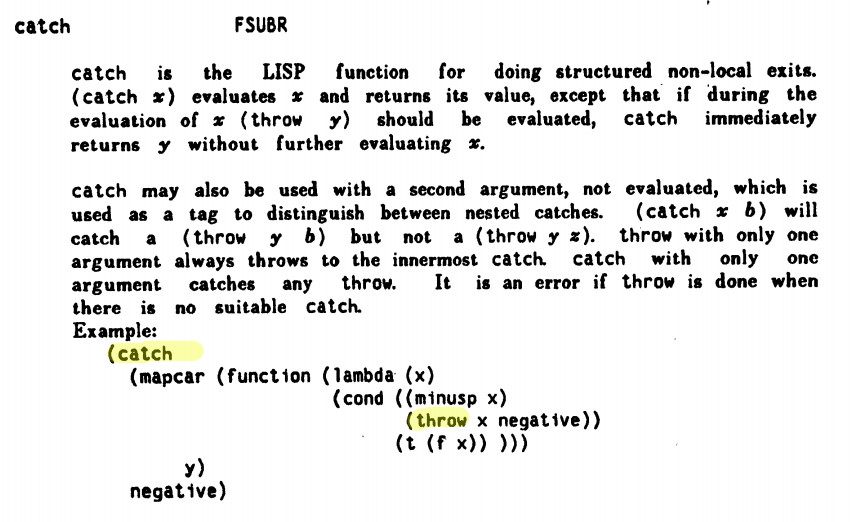 catch FSUBR
catch is the LISP function for doing structured non-local exits.
(catch x) evaluates x and returns its value, except that if during the
evaluation of x (throw y) should be evaluated, catch immediately
returns y without further evaluating x.
catch may also be used with a second argument, not evaluated, which is
used as a tag to distinguish between nested catches. (catch x b) will
catch a (throw y b) but not a (throw y z). throw with only one
argument always throws to the innermost catch. catch with only one
argument catches any throw. It is an error if throw is done when
there is no suitable catch.
Example:
(catch
(mapcar (function (lambda (x)
(cond ((minusp x)
(throw x negative))
(t (f x)) )))
y)
negative)